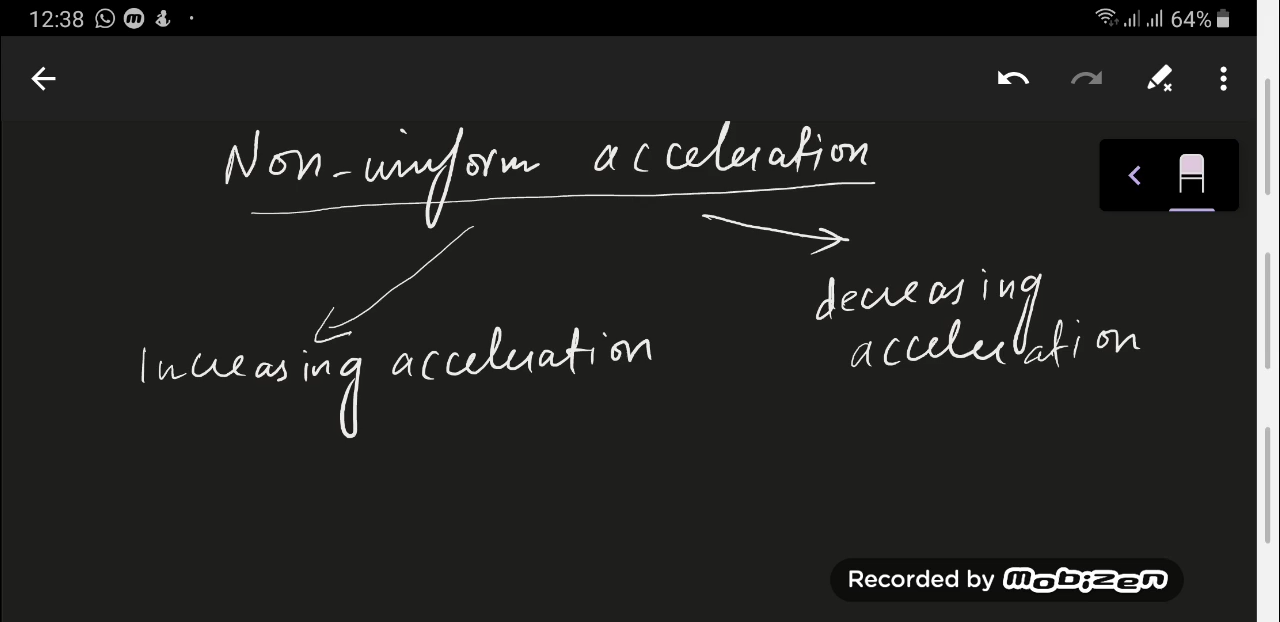 12:38
64%
Non-uniform acceleration
decreasing
acceleration
Increasing acceleration
Recorded by mobizen